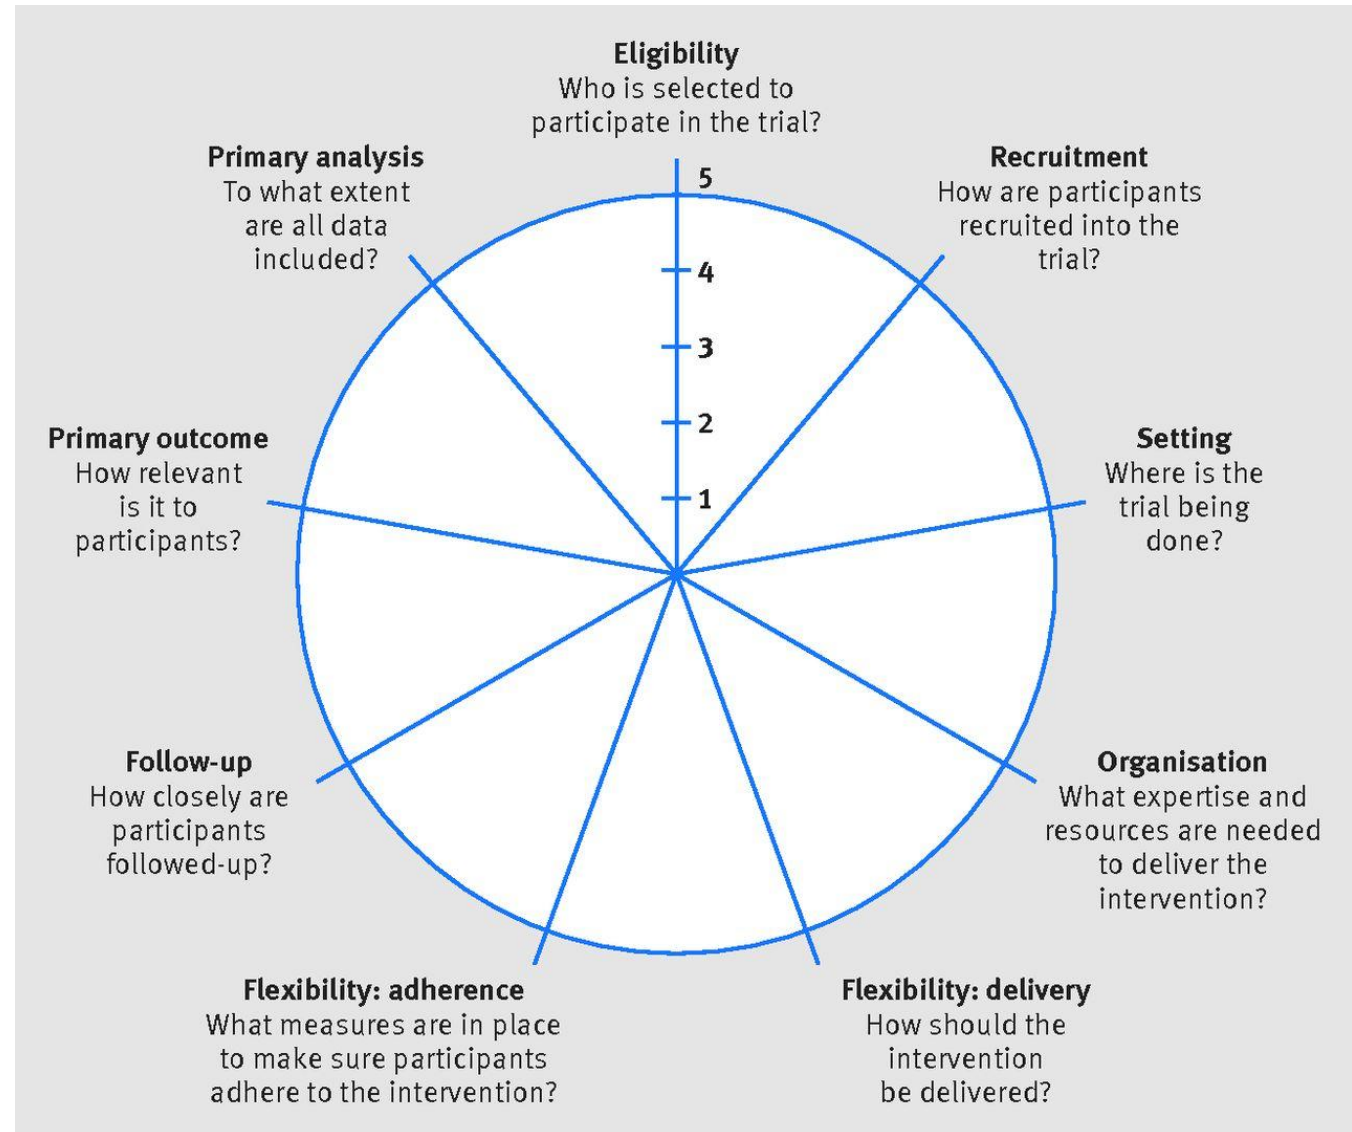 Eligibility
Who is selected to
participate in the trial?
Recruitment
How are participants
recruited into the
trial?
Setting
Where is the
trial being
done?
Organisation
What expertise and
resources are needed
to deliver the
intervention?
Flexibility: delivery
How should the
intervention
be delivered?
Flexibility: adherence
What measures are in place
to make sure participants
adhere to the intervention?
Follow-up
How closely are
participants
followed-up?
Primary outcome
How relevant
is it to
participants?
Primary analysis
To what extent
are all data
included?
5
4
3
2
1